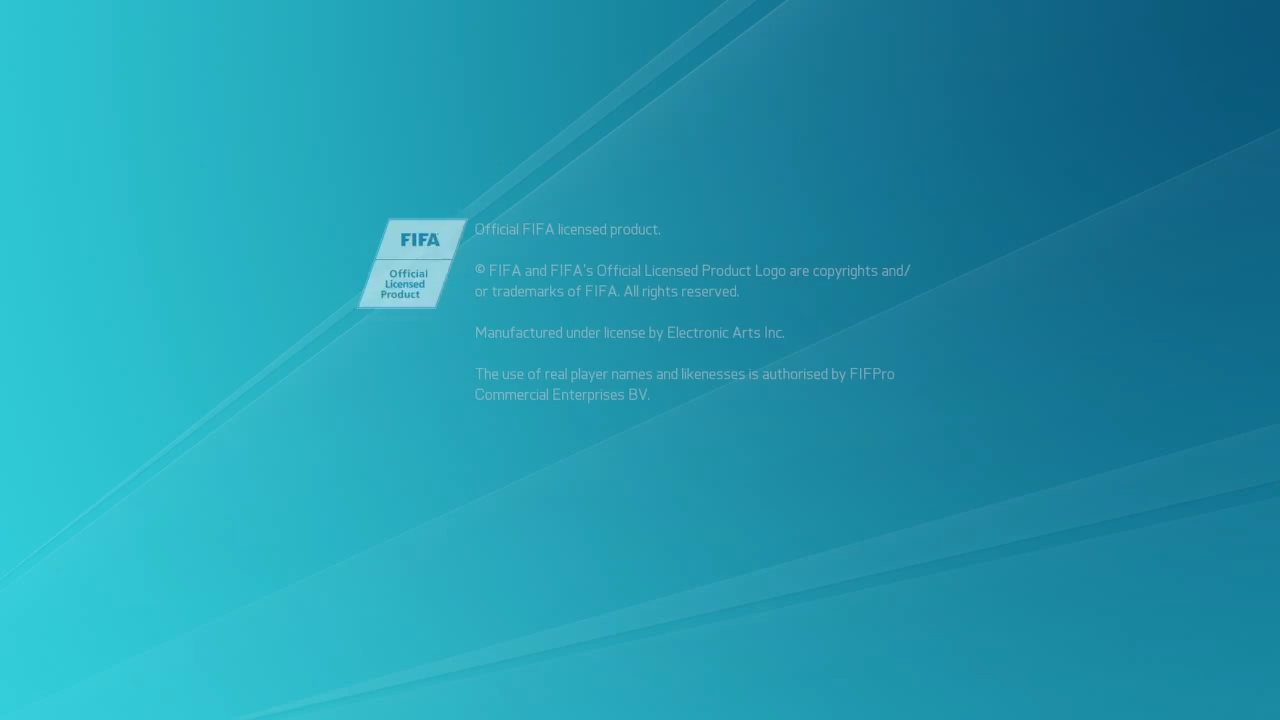 FIFA
Official
Licensed
Product
Official FIFA licensed product.
© FIFA and FIFA's Official Licensed Product Logo are copyrights and/
or trademarks of FIFA. All rights reserved.
Manufactured under license by Electronic Arts Inc.
The use of real player names and likenesses is authorised by FIFPro
Commercial Enterprises BV.